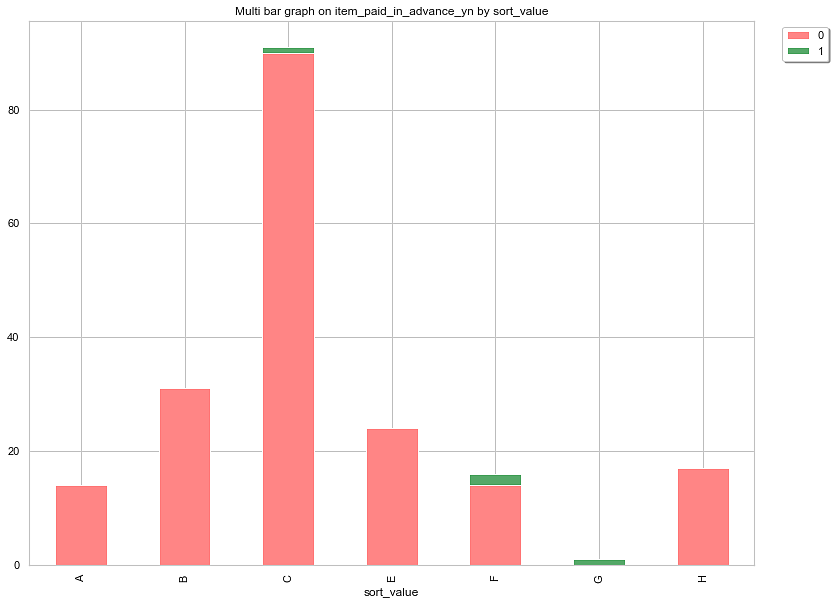 Multi bar graph on item_paid_in_advance_yn by sort_value
0
1
80
60
40
20
0
A
B
C
E
F
G
H
sort_value